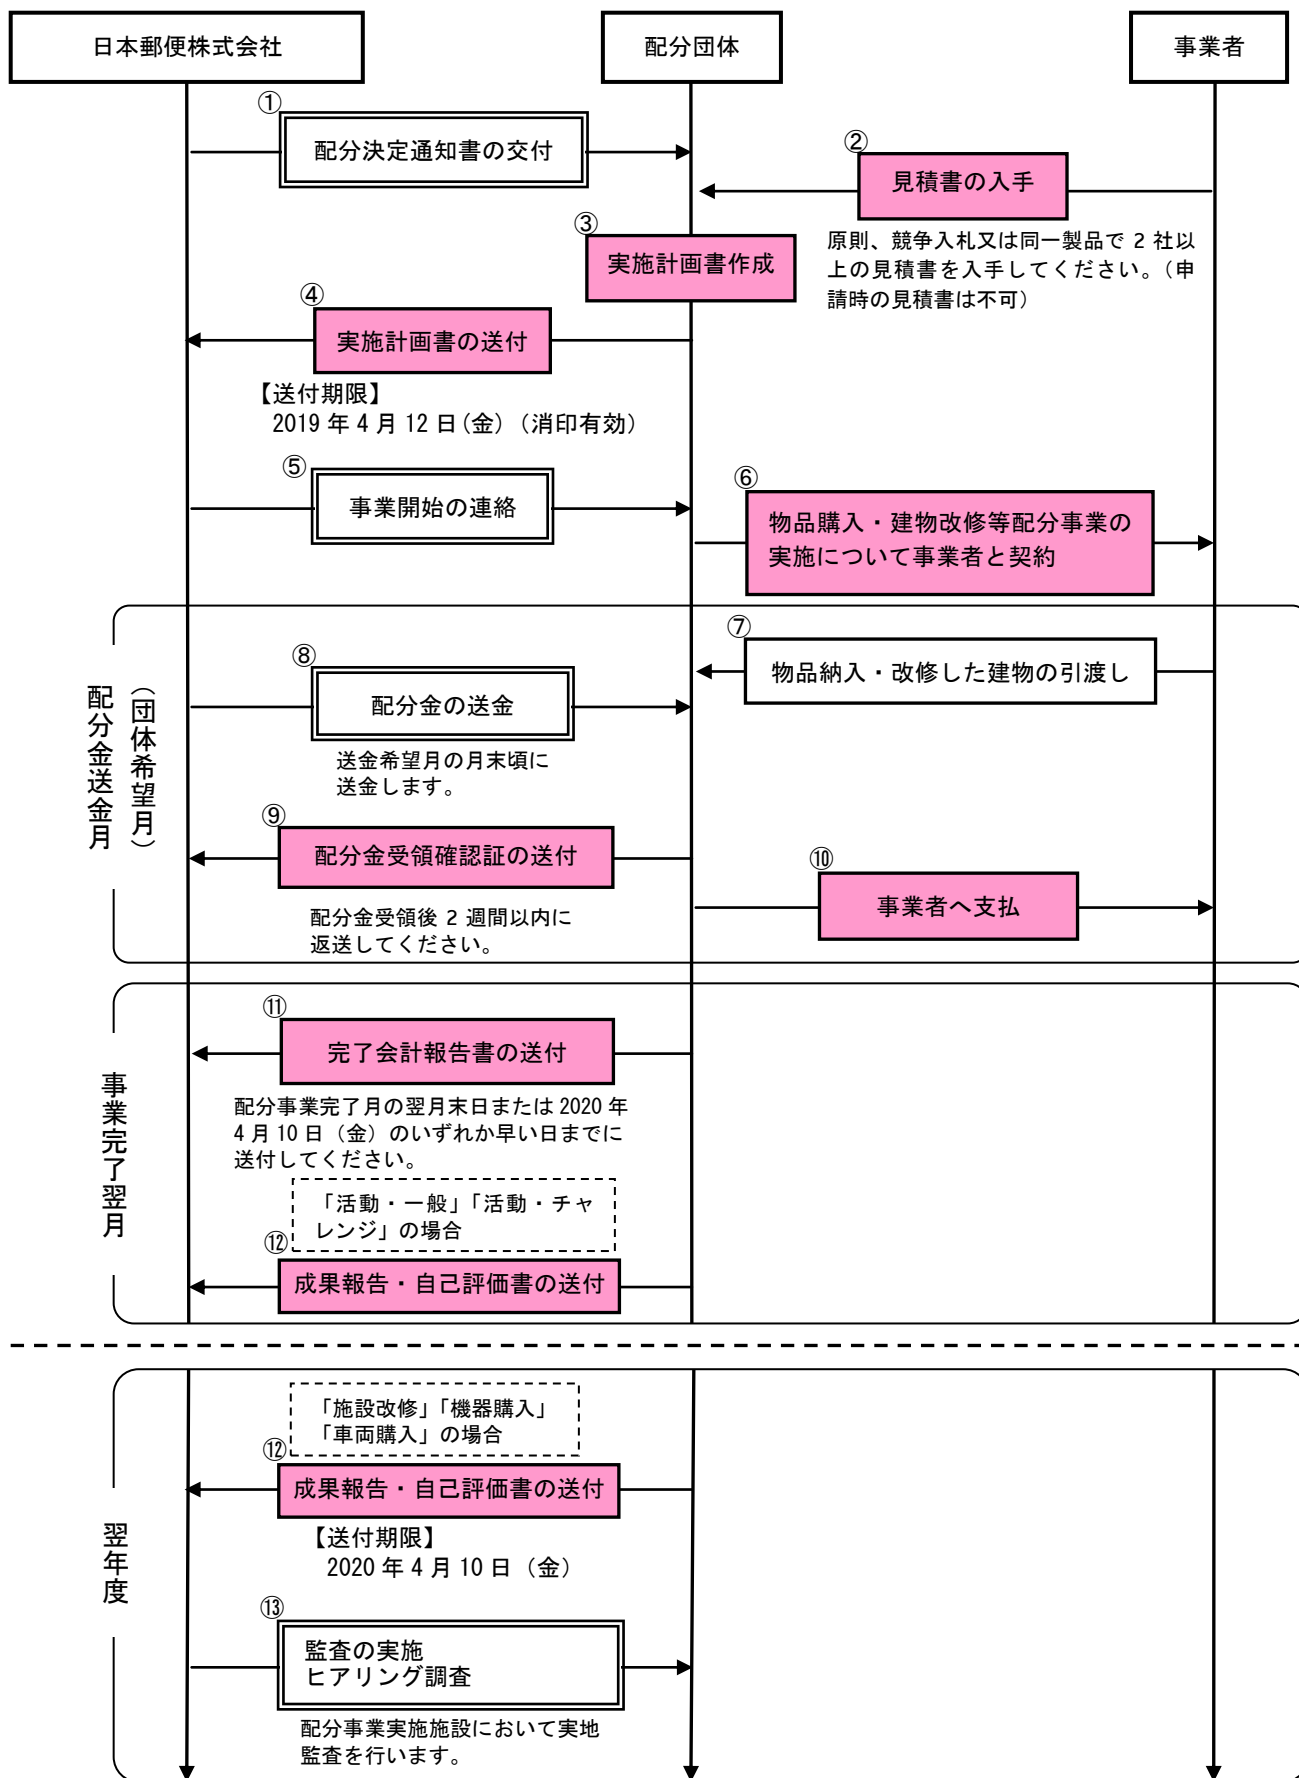 日本郵便株式会社
配分団体
事業者
①
配分決定通知書の交付
②
見積書の入手
原則、競争入札又は同一製品で 2 社以
上の見積書を入手してください。（申
請時の見積書は不可）
③
実施計画書作成
④
実施計画書の送付
【送付期限】
2019 年 4 月 12 日(金)（消印有効）
⑤
事業開始の連絡
⑥
物品購入・建物改修等配分事業の
実施について事業者と契約
配分金送金月
（団体希望月）
⑦
物品納入・改修した建物の引渡し
⑧
配分金の送金
送金希望月の月末頃に
送金します。
⑨
配分金受領確認証の送付
配分金受領後 2 週間以内に
返送してください。
⑩
事業者へ支払
事業完了翌月
⑪
完了会計報告書の送付
配分事業完了月の翌月末日または 2020 年
4 月 10 日（金）のいずれか早い日までに
送付してください。
「活動・一般」「活動・チャ
レンジ」の場合
⑫
成果報告・自己評価書の送付
翌年度
「施設改修」「機器購入」
「車両購入」の場合
⑫
成果報告・自己評価書の送付
【送付期限】
2020 年 4 月 10 日（金）
⑬
監査の実施
ヒアリング調査
配分事業実施施設において実地
監査を行います。